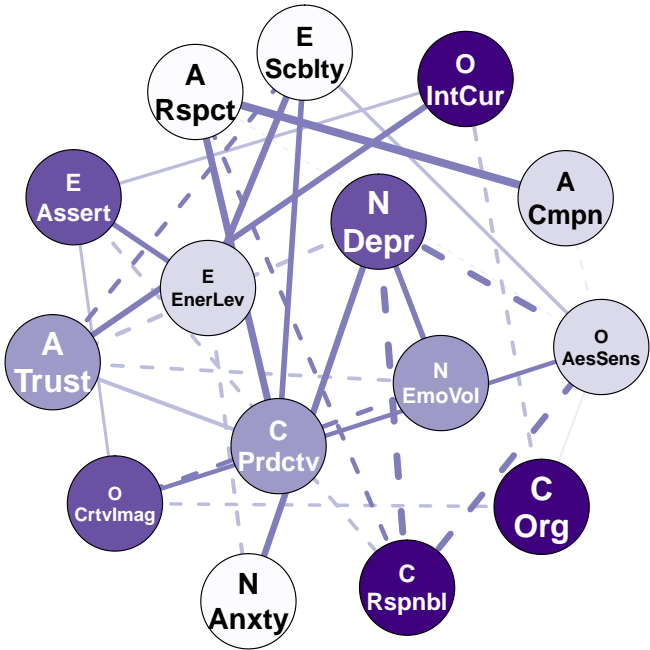 E
Scblty
A
Rspct
O
IntCur
E
Assert
A
Cmpn
N
Depr
E
EnerLev
A
Trust
O
AesSens
N
EmoVol
C
Prdctv
O
CrtvImag
C
Org
N
Anxty
C
Rspnbl